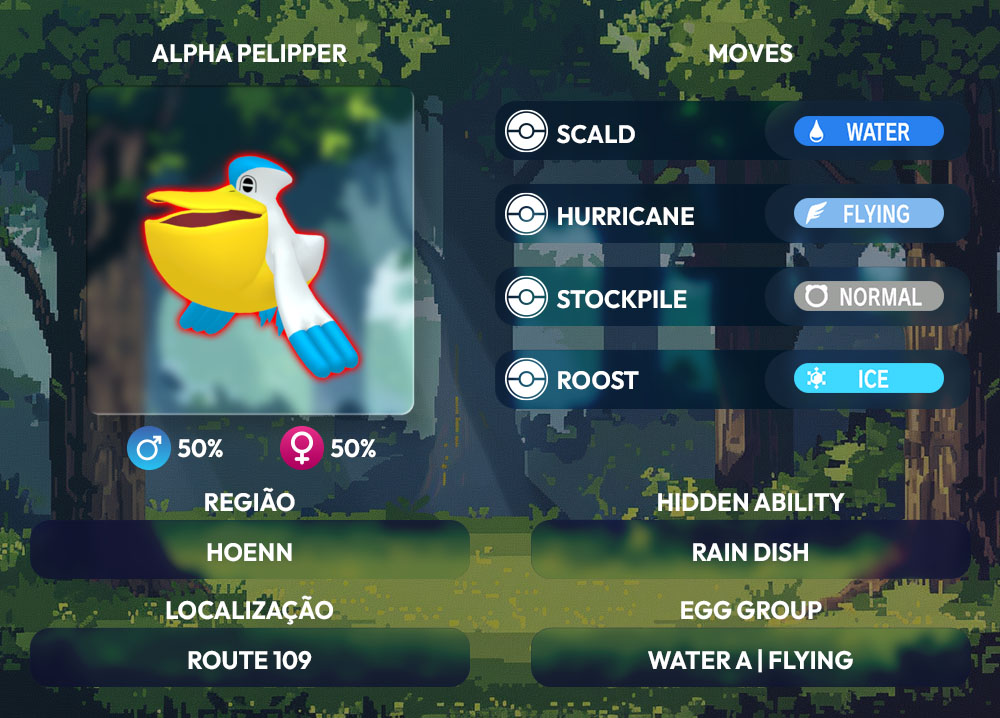 ALPHA PELIPPER
50%
50%
REGIÃO
HOENN
LOCALIZAÇÃO
ROUTE 109
MOVES
SCALD WATER
HURRICANE FLYING
STOCKPILE NORMAL
ROOST ICE
HIDDEN ABILITY
RAIN DISH
EGG GROUP
WATER A | FLYING